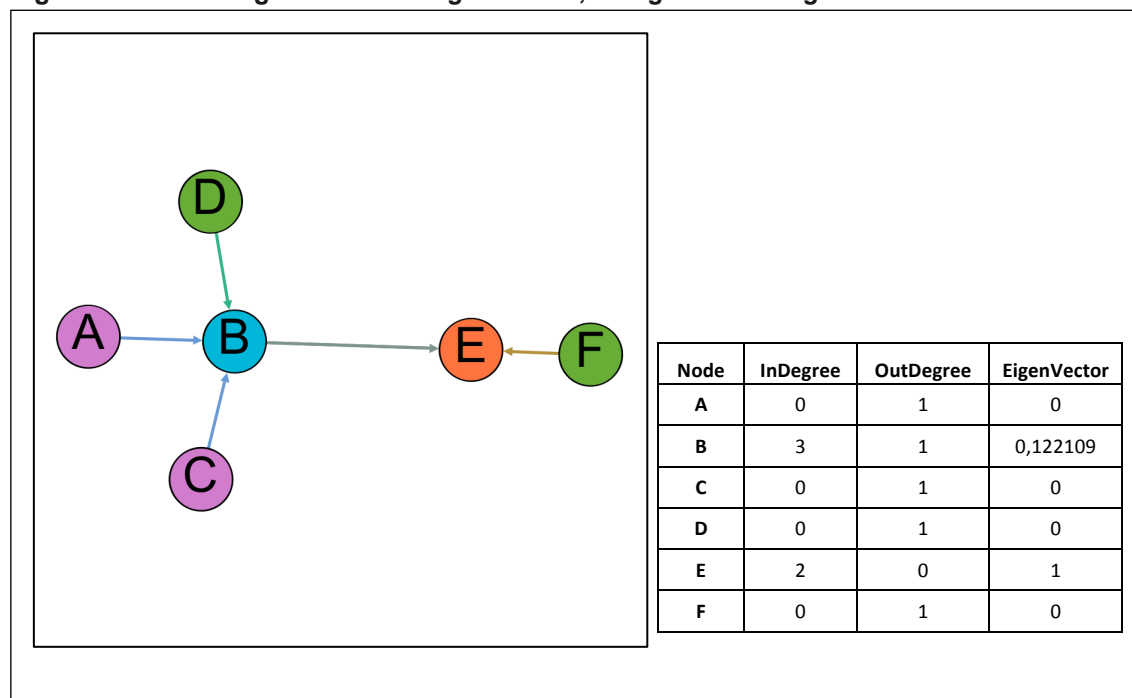 D
A
B
E
F
C
Node InDegree OutDegree EigenVector
A 0 1 0
B 3 1 0,122109
C 0 1 0
D 0 1 0
E 2 0 1
F 0 1 0